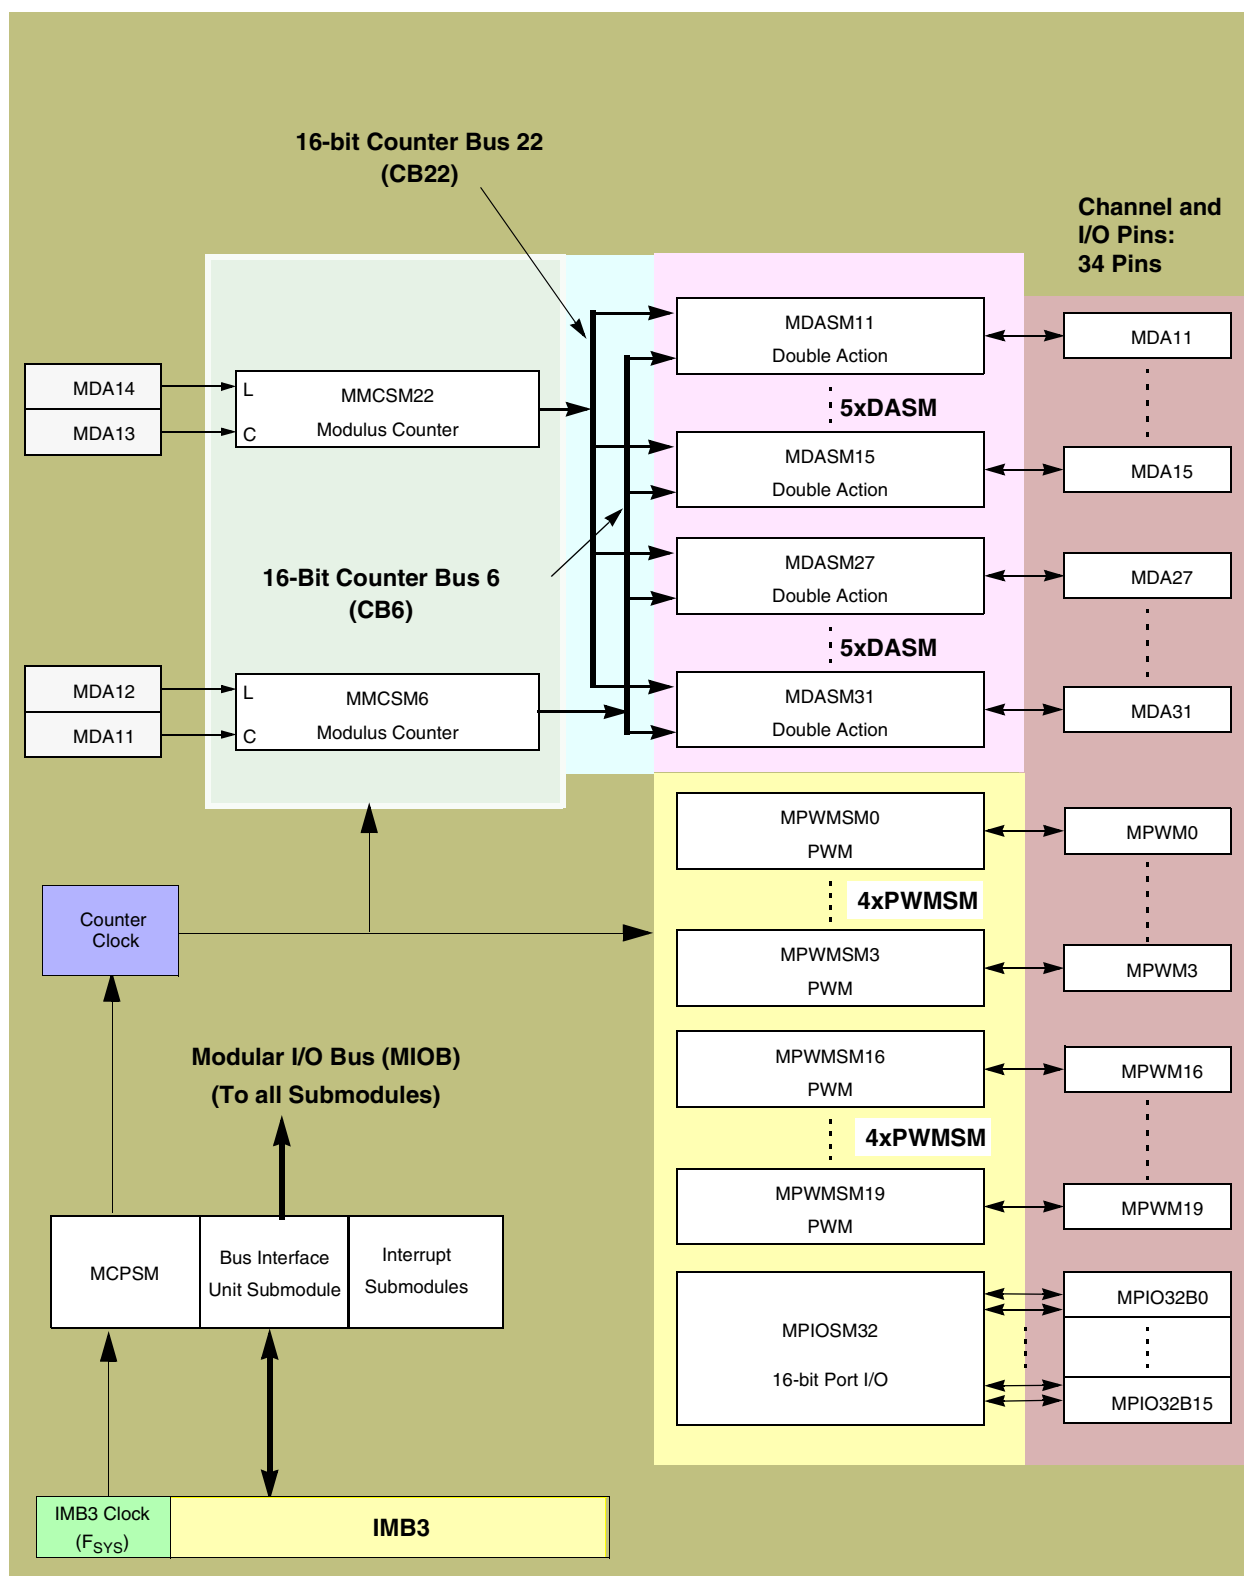 16-bit Counter Bus 22
(CB22)
Channel and
I/O Pins:
34 Pins
MDA14
MDA13
L
C
MMCSM22
Modulus Counter
MDASM11
Double Action
MDA11
5xDASM
MDASM15
Double Action
MDA15
16-Bit Counter Bus 6
(CB6)
MDASM27
Double Action
MDA27
5xDASM
MDA12
MDA11
L
C
MMCSM6
Modulus Counter
MDASM31
Double Action
MDA31
MPWMSM0
PWM
MPWM0
4xPWMSM
Counter
Clock
MPWMSM3
PWM
MPWM3
Modular I/O Bus (MIOB)
(To all Submodules)
MPWMSM16
PWM
MPWM16
4xPWMSM
MPWMSM19
PWM
MPWM19
MCPSM
Bus Interface
Unit Submodule
Interrupt
Submodules
MPIOSM32
16-bit Port I/O
MPIO32B0
MPIO32B15
IMB3 Clock
(FSYS)
IMB3